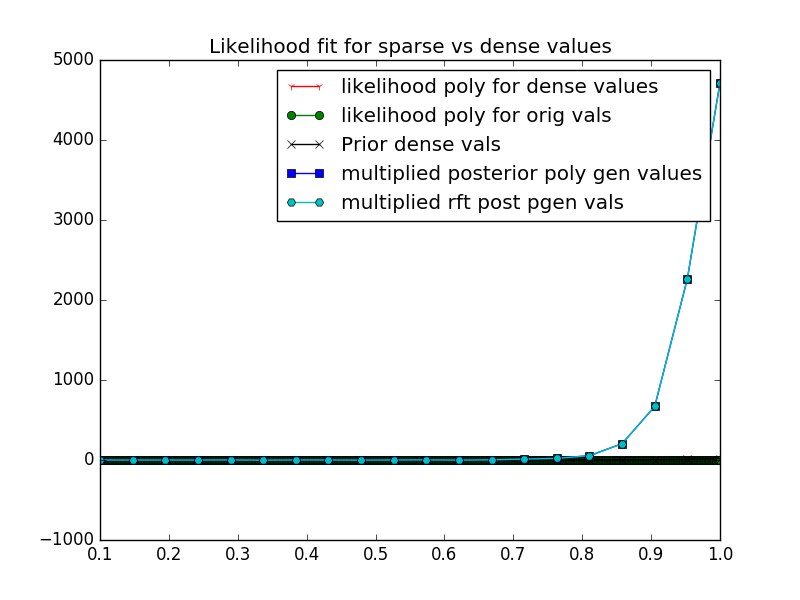 Likelihood fit for sparse vs dense values
5000
4000
3000
2000
1000
0
−1000
likelihood poly for dense values
likelihood poly for orig vals
Prior dense vals
multiplied posterior poly gen values
multiplied rft post pgen vals
0.1 0.2 0.3 0.4 0.5 0.6 0.7 0.8 0.9 1.0